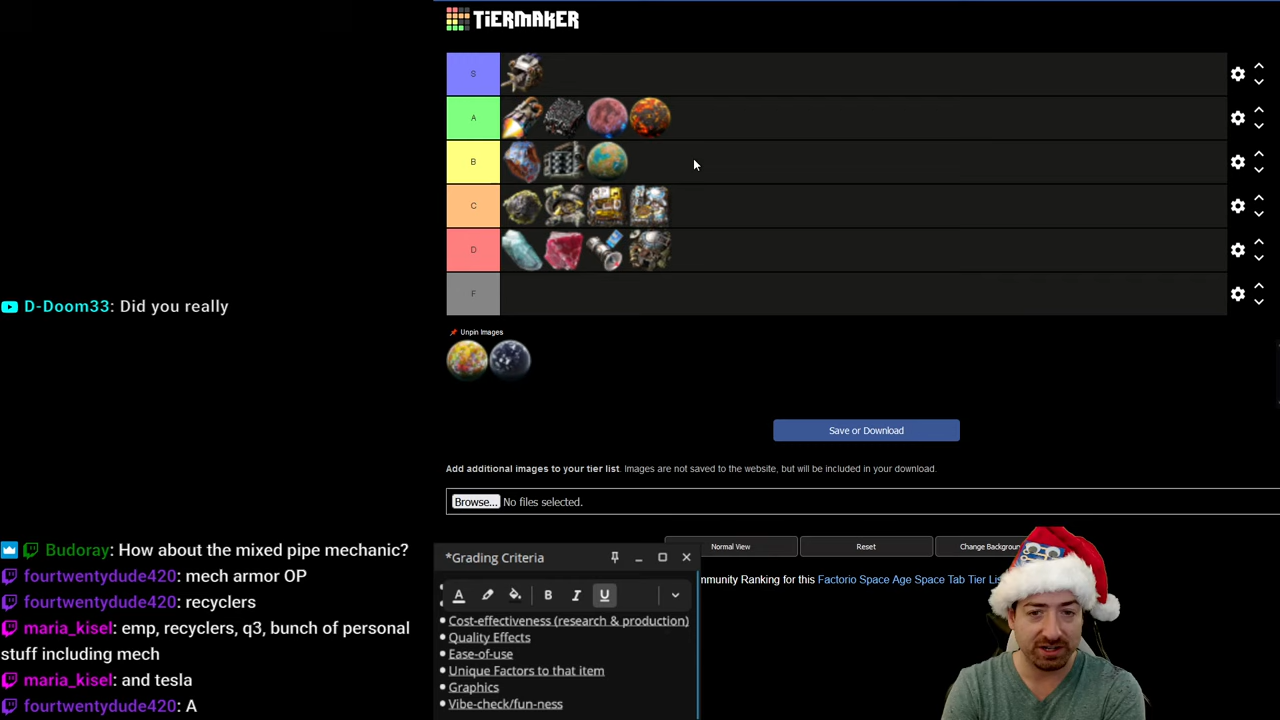 TiERMAKER
S
A
B
C
D
F
Unpin Images
Save or Download
Add additional images to your tier list. Images are not saved to the website, but will be included in your download.
Browse... No files selected.
Normal View
Reset
Change Backgroun
mmunity Ranking for this Factorio Space Age Space Tab Tier Lis
D-Doom33: Did you really
Budoray: How about the mixed pipe mechanic?
fourtwentydude420: mech armor OP
fourtwentydude420: recyclers
maria_kisel: emp, recyclers, q3, bunch of personal
stuff including mech
maria_kisel: and tesla
fourtwentydude420: A
*Grading Criteria
A B I U
Cost-effectiveness (research & production)
Quality Effects
Ease-of-use
Unique Factors to that item
Graphics
Vibe-check/fun-ness